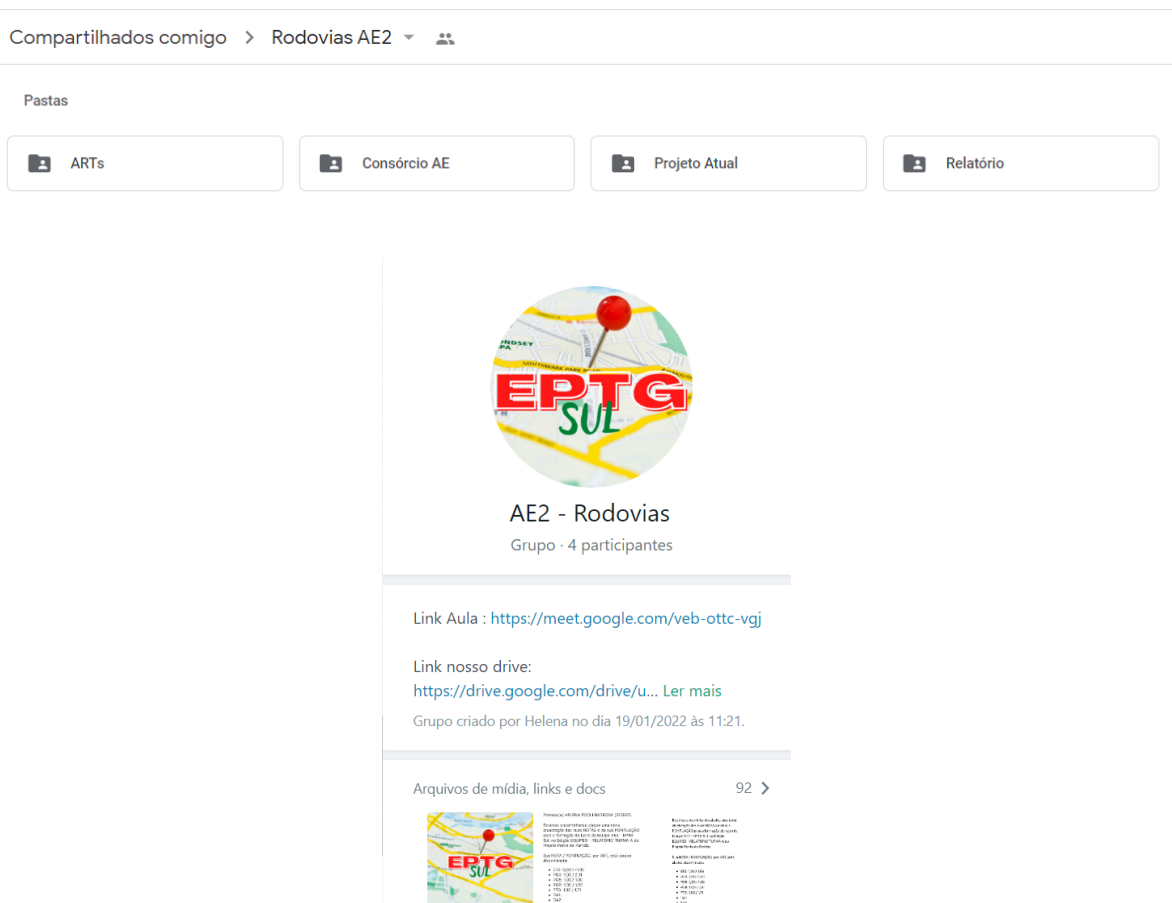 Compartilhados comigo > Rodovias AE2
Pastas
ARTs
Consórcio AE
Projeto Atual
Relatório
EPTG
SUL
AE2 - Rodovias
Grupo · 4 participantes
Link Aula : https://meet.google.com/veb-ottc-vgj
Link nosso drive:
https://drive.google.com/drive/u... Ler mais
Grupo criado por Helena no dia 19/01/2022 às 11:21.
Arquivos de mídia, links e docs 92 >
EPTG
SUL